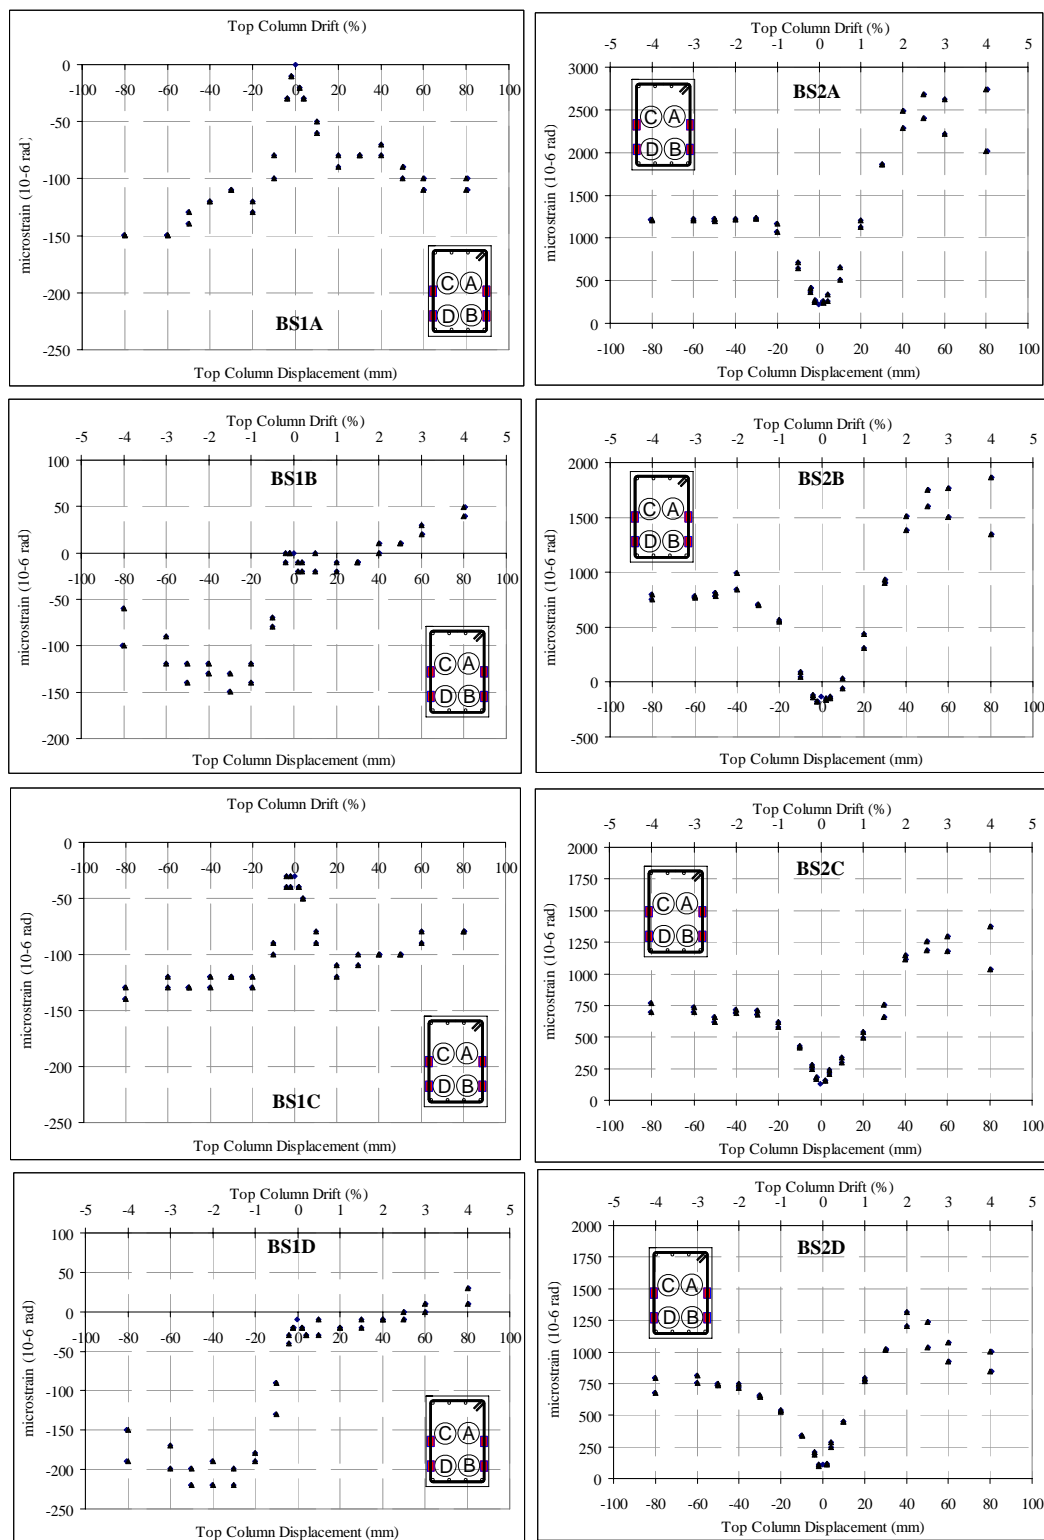 Top Column Drift (%)
0
-100 -80 -60 -40 -20 0 20 40 60 80 100
-50
-100
-150
-200
-250
microstrain (10-6 rad)
C A
D B
BS1A
Top Column Displacement (mm)
Top Column Drift (%)
-5 -4 -3 -2 -1 0 1 2 3 4 5
BS2A
C A
D B
3000
2500
2000
1500
1000
500
0
microstrain (10-6 rad)
-100 -80 -60 -40 -20 0 20 40 60 80 100
Top Column Displacement (mm)
Top Column Drift (%)
-5 -4 -3 -2 -1 0 1 2 3 4 5
BS1B
100
50
0
-100 -80 -60 -40 -20 0 20 40 60 80 100
-50
-100
-150
-200
microstrain (10-6 rad)
C A
D B
Top Column Displacement (mm)
Top Column Drift (%)
-5 -4 -3 -2 -1 0 1 2 3 4 5
BS2B
C A
D B
2000
1500
1000
500
0
-100 -80 -60 -40 -20 0 20 40 60 80 100
-500
microstrain (10-6 rad)
Top Column Displacement (mm)
Top Column Drift (%)
0
-100 -80 -60 -40 -20 0 20 40 60 80 100
-50
-100
-150
-200
-250
microstrain (10-6 rad)
C A
D B
BS1C
Top Column Displacement (mm)
Top Column Drift (%)
-5 -4 -3 -2 -1 0 1 2 3 4 5
BS2C
C A
D B
2000
1750
1500
1250
1000
750
500
250
0
microstrain (10-6 rad)
-100 -80 -60 -40 -20 0 20 40 60 80 100
Top Column Displacement (mm)
Top Column Drift (%)
-5 -4 -3 -2 -1 0 1 2 3 4 5
BS1D
100
50
0
-100 -80 -60 -40 -20 0 20 40 60 80 100
-50
-100
-150
-200
-250
microstrain (10-6 rad)
C A
D B
Top Column Displacement (mm)
Top Column Drift (%)
-5 -4 -3 -2 -1 0 1 2 3 4 5
BS2D
C A
D B
2000
1750
1500
1250
1000
750
500
250
0
microstrain (10-6 rad)
-100 -80 -60 -40 -20 0 20 40 60 80 100
Top Column Displacement (mm)